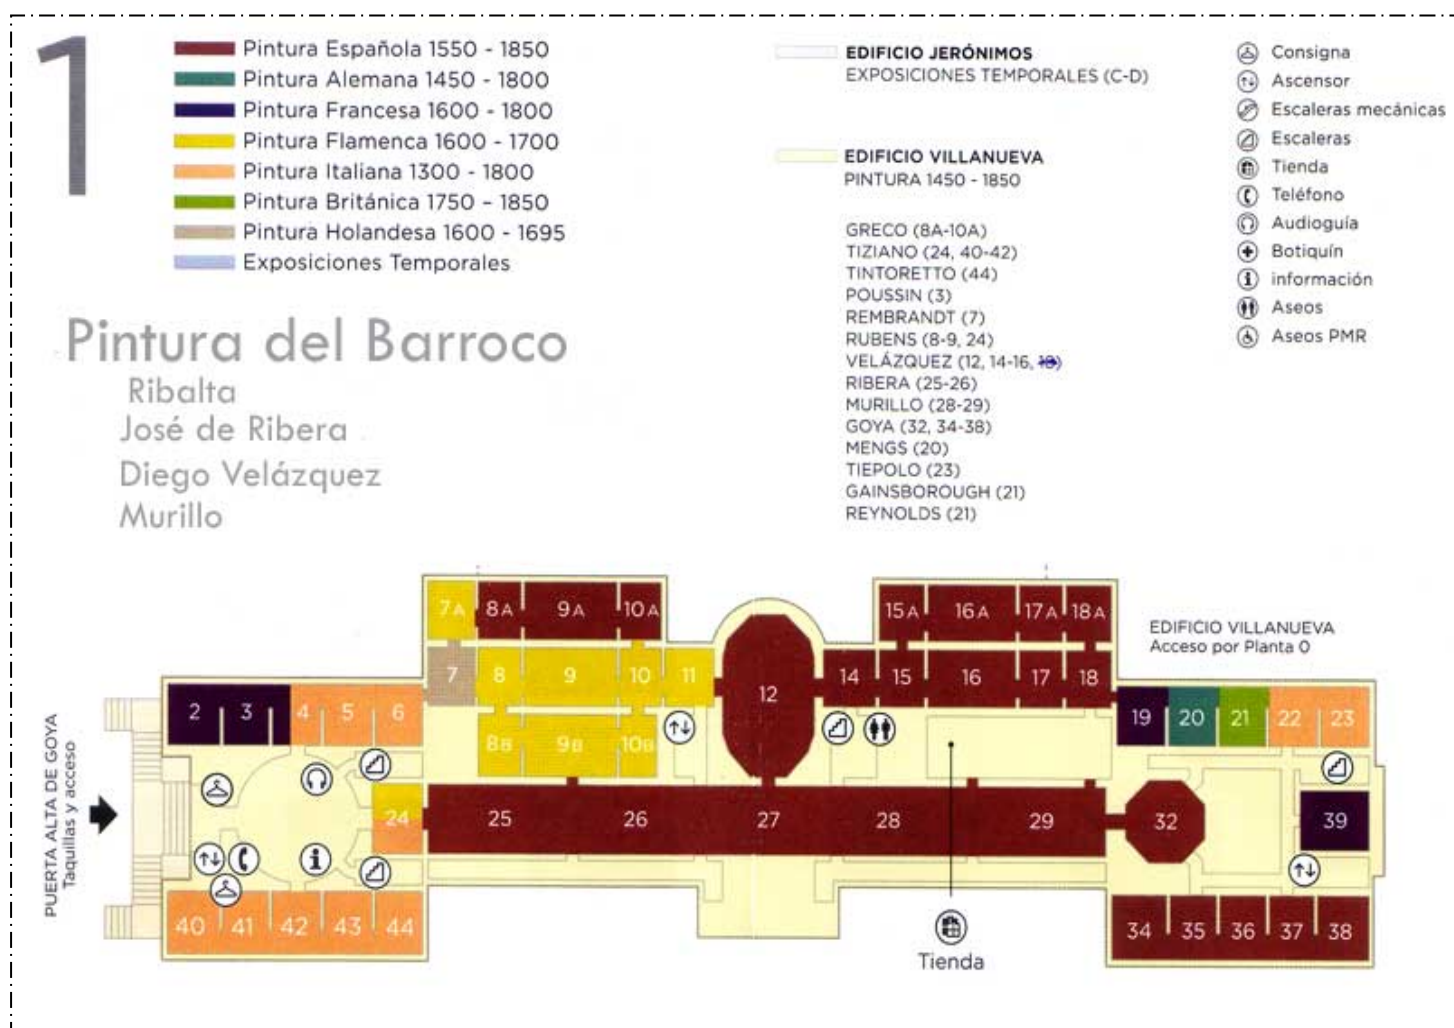 1
Pintura Española 1550 - 1850
Pintura Alemana 1450 - 1800
Pintura Francesa 1600 - 1800
Pintura Flamenca 1600 - 1700
Pintura Italiana 1300 - 1800
Pintura Británica 1750 - 1850
Pintura Holandesa 1600 - 1695
Exposiciones Temporales
EDIFICIO JERÓNIMOS
EXPOSICIONES TEMPORALES (C-D)
EDIFICIO VILLANUEVA
PINTURA 1450 - 1850
GRECO (8A-10A)
TIZIANO (24, 40-42)
TINTORETTO (44)
POUSSIN (3)
REMBRANDT (7)
RUBENS (8-9, 24)
VELÁZQUEZ (12, 14-16, 18)
RIBERA (25-26)
MURILLO (28-29)
GOYA (32, 34-38)
MENGS (20)
TIEPOLO (23)
GAINSBOROUGH (21)
REYNOLDS (21)
Consigna
Ascensor
Escaleras mecánicas
Escaleras
Tienda
Teléfono
Audioguía
Botiquín
información
Aseos
Aseos PMR
Pintura del Barroco
Ribalta
José de Ribera
Diego Velázquez
Murillo
7A 8A 9A 10A 15A 16A 17A 18A
EDIFICIO VILLANUEVA
Acceso por Planta 0
7 8 9 10 11 12 14 15 16 17 18
2 3 4 5 6 19 20 21 22 23
8B 9B 10B
PUERTA ALTA DE GOYA
Taquillas y acceso
24 25 26 27 28 29 32 39
40 41 42 43 44 34 35 36 37 38
Tienda